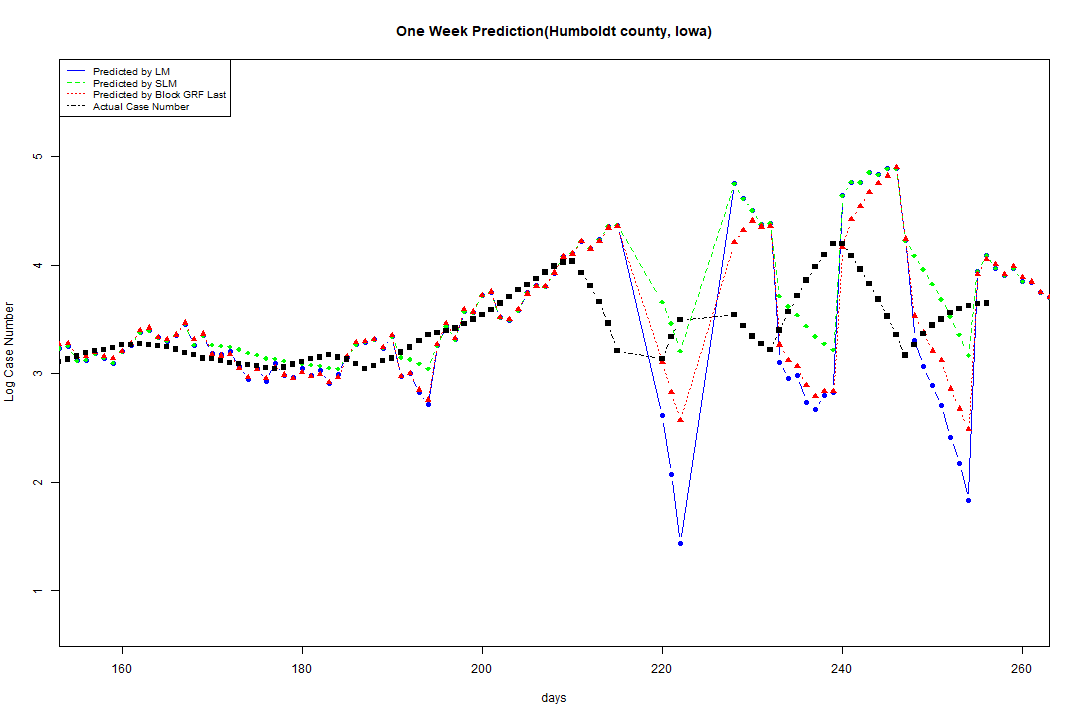 One Week Prediction(Humboldt county, Iowa)
Predicted by LM
Predicted by SLM
Predicted by Block GRF Last
Actual Case Number
5
4
3
2
1
Log Case Number
160 180 200 220 240 260
days